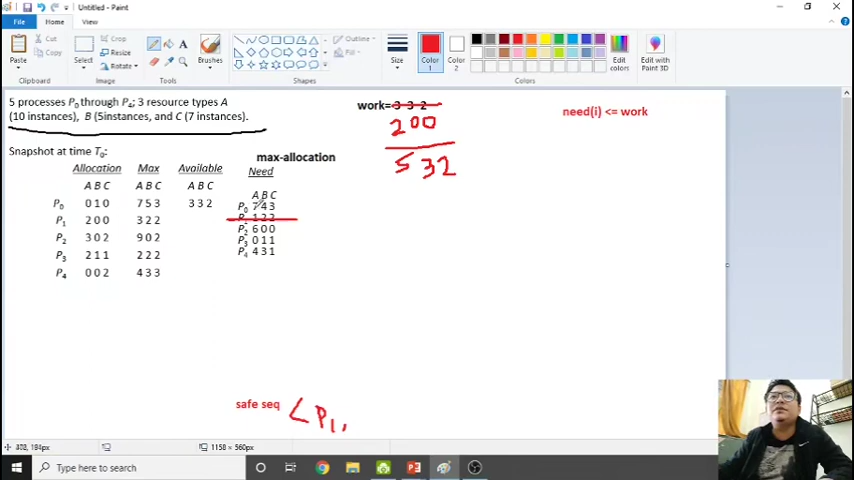 Untitled - Paint
File Home View
Paste
Cut
Copy
Clipboard
Select
Crop
Resize
Rotate
Image
Tools
Brushes
Shapes
Outline
Fill
Size
Color 1
Color 2
Colors
Edit colors
Edit with Paint 3D
5 processes P0 through P4; 3 resource types A
(10 instances), B (5instances, and C (7 instances).
Snapshot at time T0:
Allocation Max Available
A B C A B C A B C
P0 0 1 0 7 5 3 3 3 2
P1 2 0 0 3 2 2
P2 3 0 2 9 0 2
P3 2 1 1 2 2 2
P4 0 0 2 4 3 3
max-allocation
Need
A B C
P0 7 4 3
P1 1 2 2
P2 6 0 0
P3 0 1 1
P4 4 3 1
work=3 3 2
2 0 0
5 3 2
need(i) <= work
safe seq < P1,
1158 × 560px
100%
Type here to search